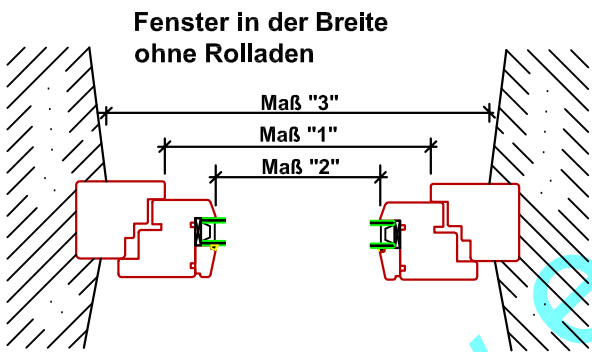 Fenster in der Breite
ohne Rolladen
Maß "3"
Maß "1"
Maß "2"